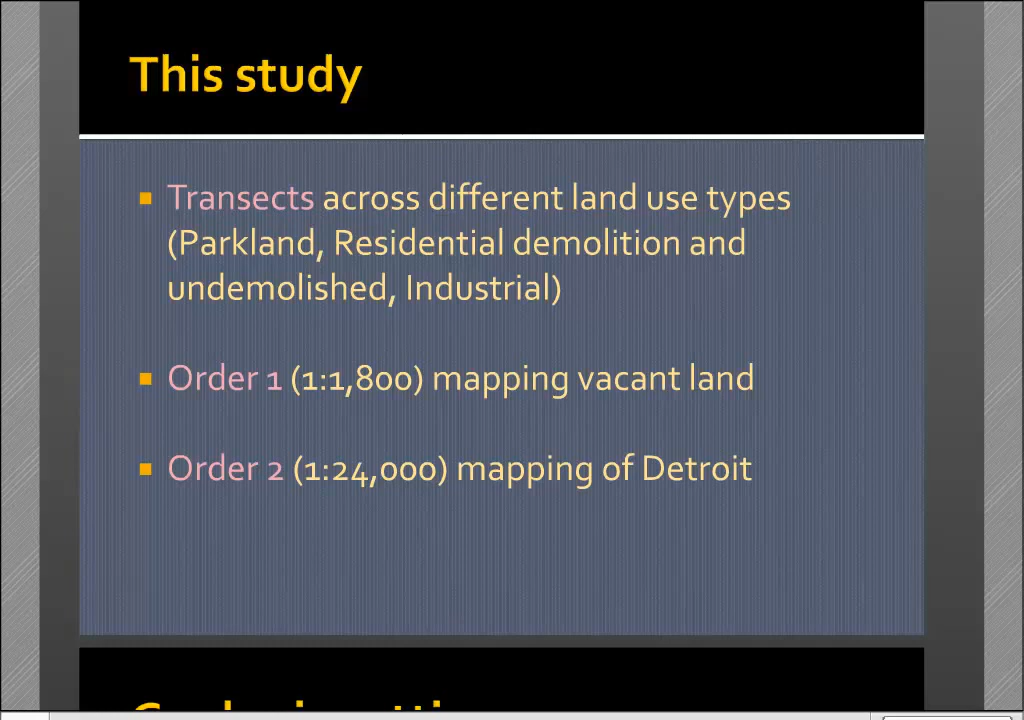 This study
Transects across different land use types
(Parkland, Residential demolition and
undemolished, Industrial)
Order 1 (1:1,800) mapping vacant land
Order 2 (1:24,000) mapping of Detroit